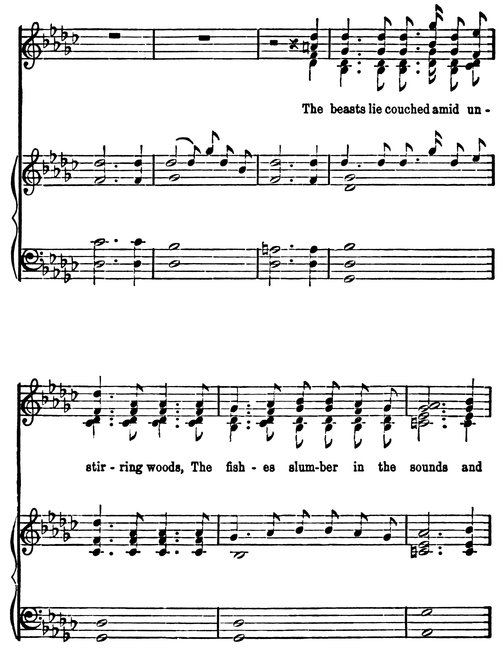 The beasts lie couched amid un -
stir - ring woods, The fish - es slum-ber in the sounds and